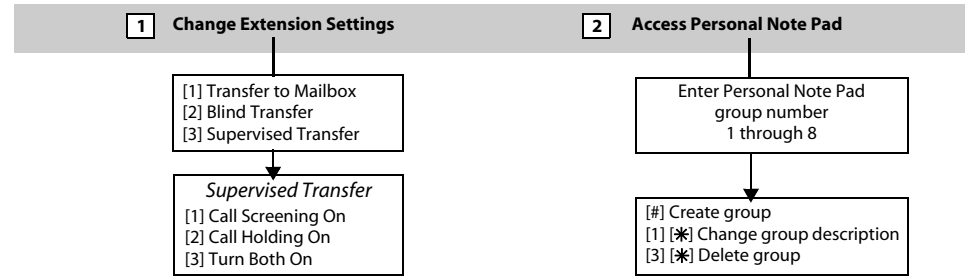 1 Change Extension Settings
[1] Transfer to Mailbox
[2] Blind Transfer
[3] Supervised Transfer
Supervised Transfer
[1] Call Screening On
[2] Call Holding On
[3] Turn Both On
2 Access Personal Note Pad
Enter Personal Note Pad
group number
1 through 8
[#] Create group
[1] [✱] Change group description
[3] [✱] Delete group